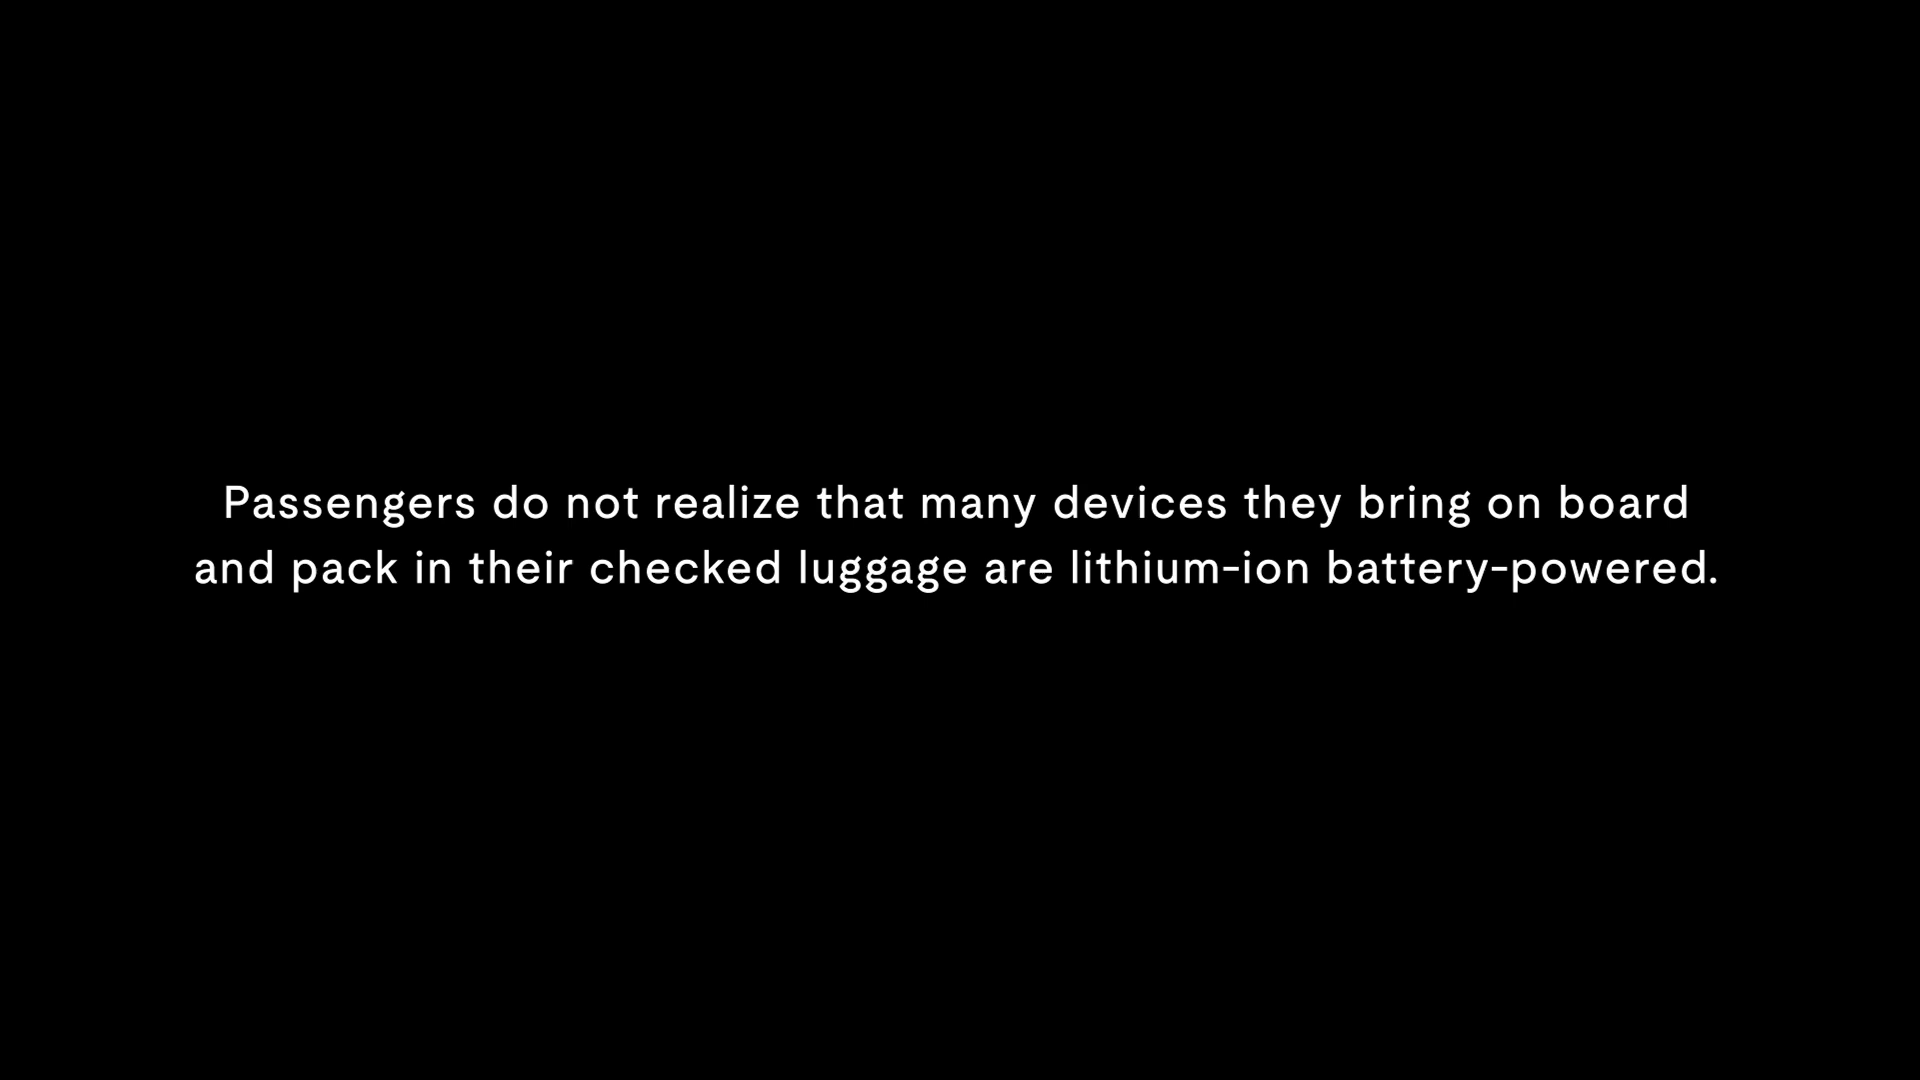 Passengers do not realize that many devices they bring on board
and pack in their checked luggage are lithium-ion battery-powered.